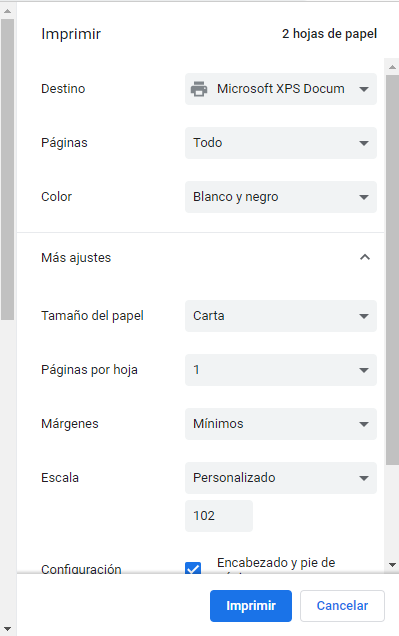 Imprimir 2 hojas de papel
Destino Microsoft XPS Docum
Páginas Todo
Color Blanco y negro
Más ajustes
Tamaño del papel Carta
Páginas por hoja 1
Márgenes Mínimos
Escala Personalizado
102
Configuración Encabezado y pie de
Imprimir Cancelar